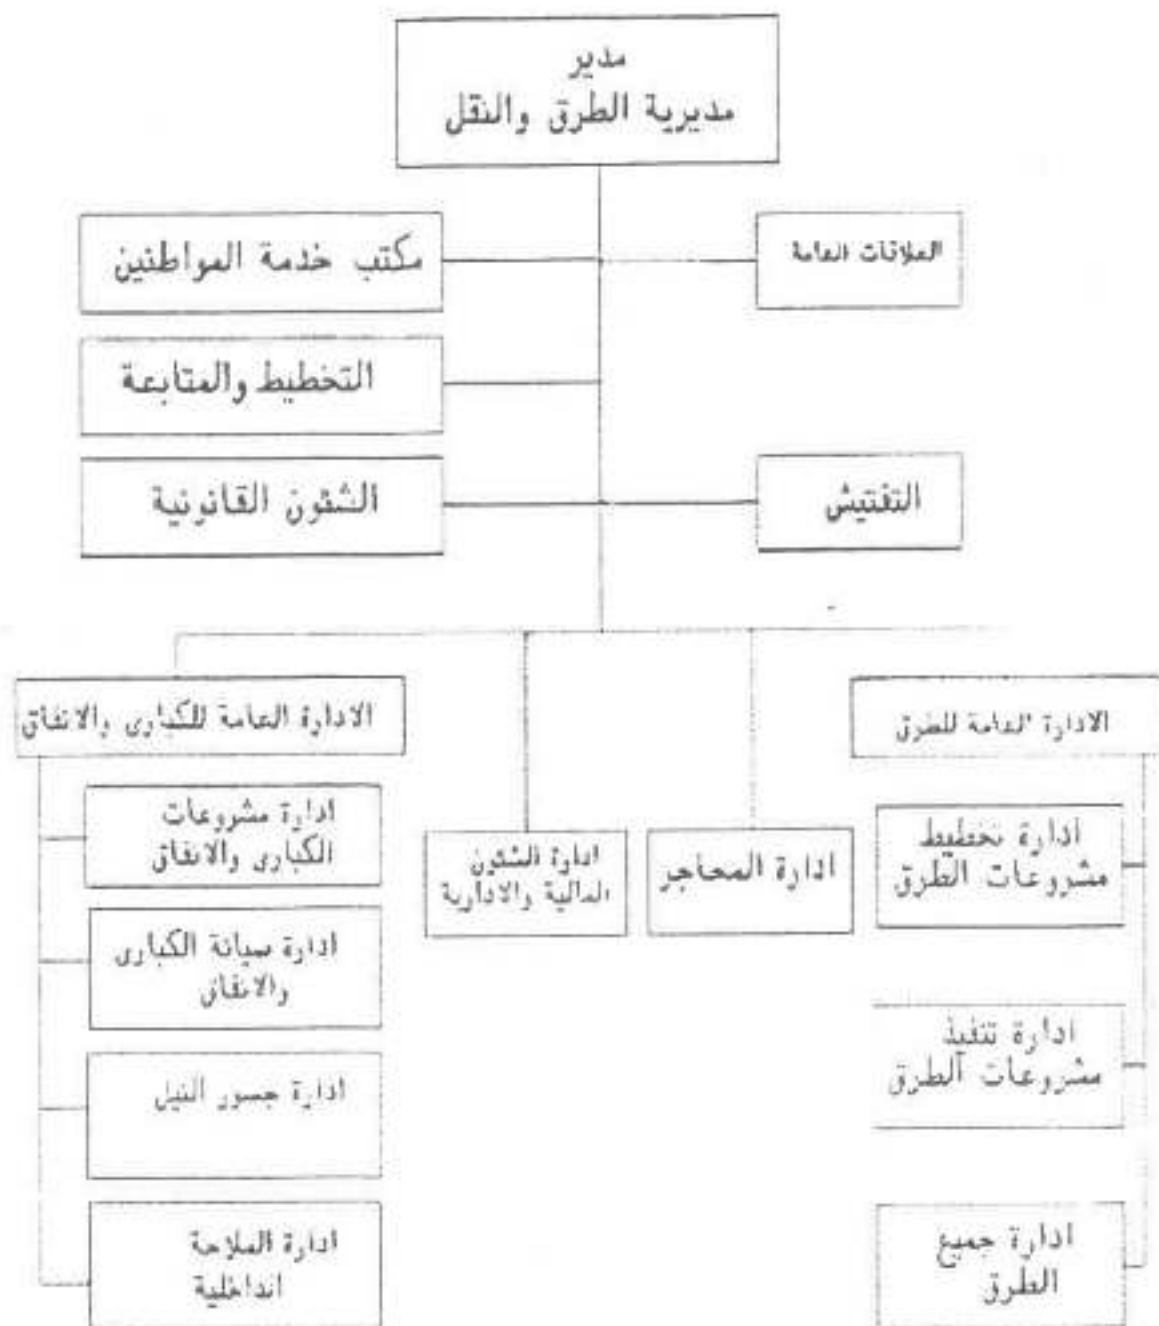 مدير
مديرية الطرق والنقل
العلاقات العامة
مكتب خدمة المواطنين
التخطيط والمتابعة
التفتيش
الشئون القانونية
الادارة العامة للطرق
الادارة العامة للكبارى والانفاق
ادارة تخطيط
مشروعات الطرق
ادارة تنفيذ
مشروعات الطرق
ادارة جميع
الطرق
ادارة المحاجر
ادارة الشئون
المالية والادارية
ادارة مشروعات
الكبارى والانفاق
ادارة صيانة الكبارى
والانفاق
ادارة جسور النيل
ادارة الملاحة
الداخلية